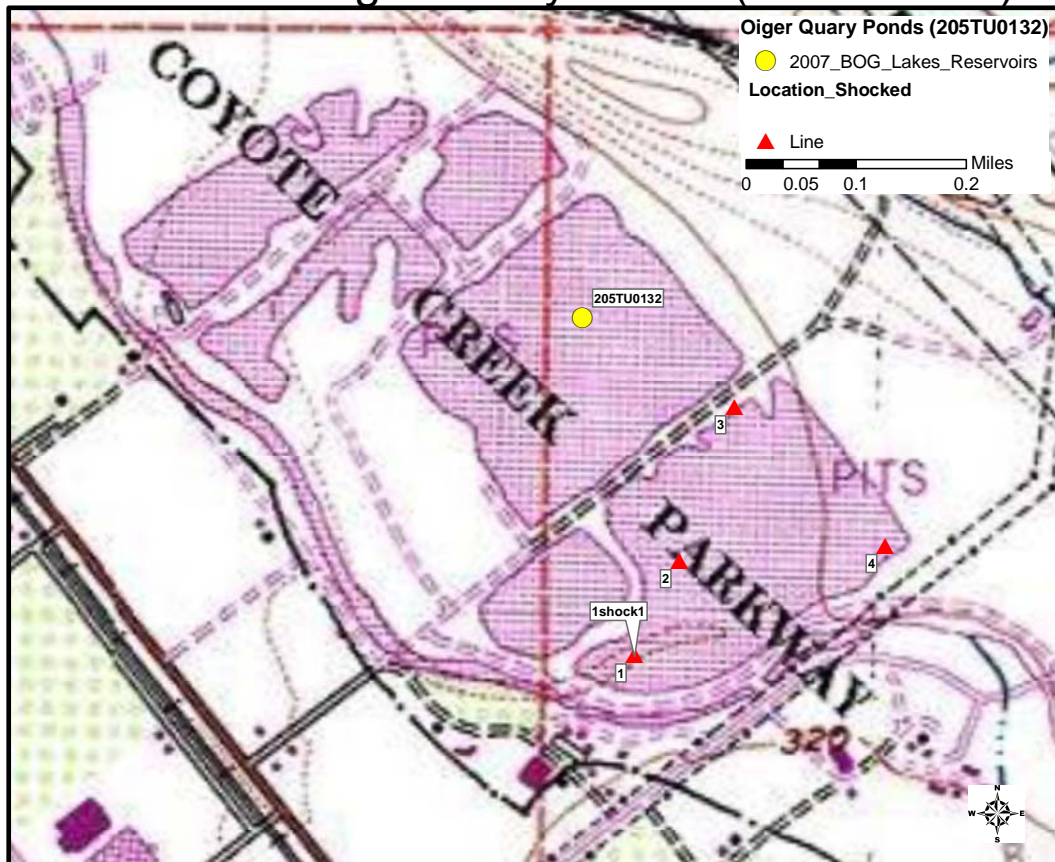 Oiger Quary Ponds (205TU0132)
2007_BOG_Lakes_Reservoirs
Location_Shocked
Line
Miles
0 0.05 0.1 0.2
COYOTE
CREEK
PARKWAY
205TU0132
3
PITS
4
2
1shock1
1
320
N
W E
S